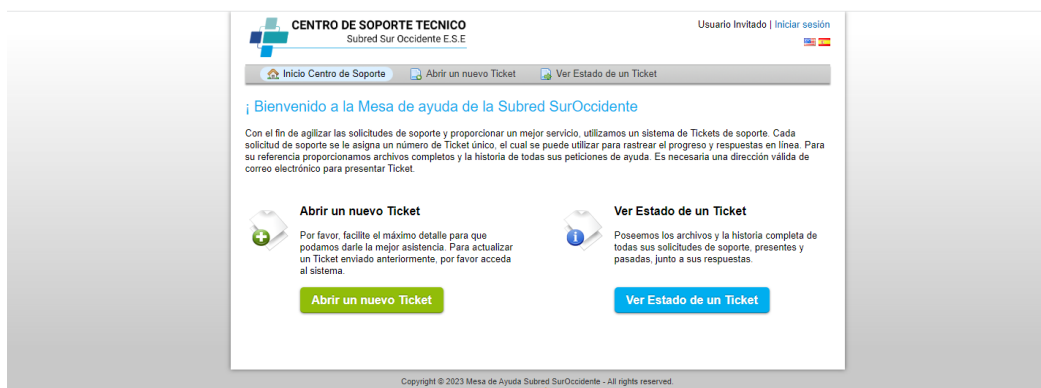 CENTRO DE SOPORTE TECNICO
Subred Sur Occidente E.S.E
Usuario Invitado | Iniciar sesión
Inicio Centro de Soporte Abrir un nuevo Ticket Ver Estado de un Ticket
¡ Bienvenido a la Mesa de ayuda de la Subred SurOccidente
Con el fin de agilizar las solicitudes de soporte y proporcionar un mejor servicio, utilizamos un sistema de Tickets de soporte. Cada
solicitud de soporte se le asigna un número de Ticket único, el cual se puede utilizar para rastrear el progreso y respuestas en línea. Para
su referencia proporcionamos archivos completos y la historia de todas sus peticiones de ayuda. Es necesaria una dirección válida de
correo electrónico para presentar Ticket.
Abrir un nuevo Ticket
Por favor, facilite el máximo detalle para que
podamos darle la mejor asistencia. Para actualizar
un Ticket enviado anteriormente, por favor acceda
al sistema.
Abrir un nuevo Ticket
Ver Estado de un Ticket
Poseemos los archivos y la historia completa de
todas sus solicitudes de soporte, presentes y
pasadas, junto a sus respuestas.
Ver Estado de un Ticket
Copyright © 2023 Mesa de Ayuda Subred SurOccidente - All rights reserved.